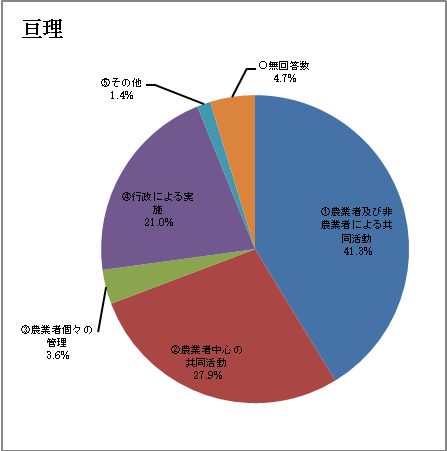 亘理
〇無回答数
4.7%
⑤その他
1.4%
④行政による実
施
21.0%
①農業者及び非
農業者による共
同活動
41.3%
③農業者個々の
管理
3.6%
②農業者中心の
共同活動
27.9%